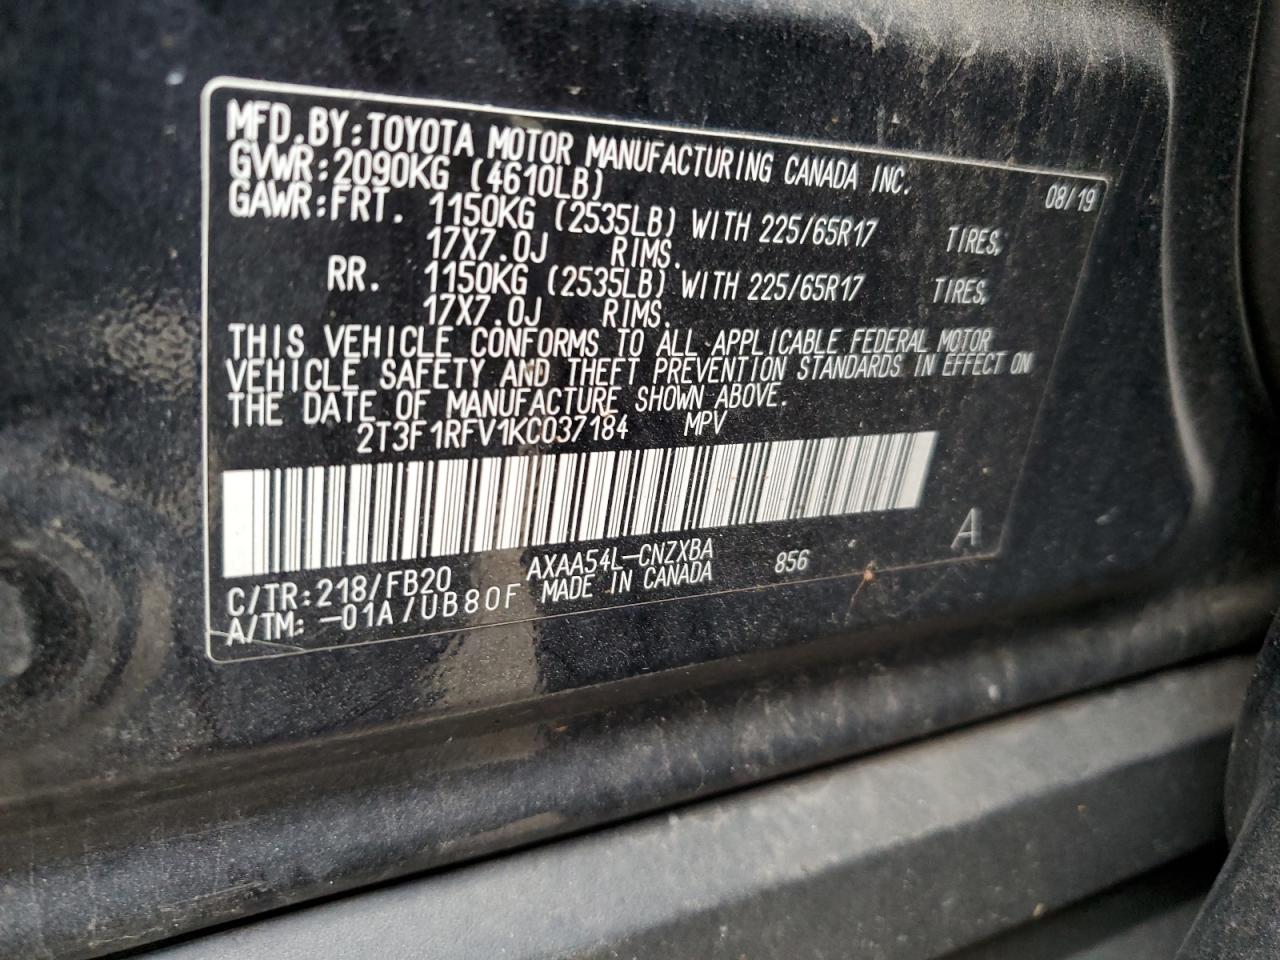 MFD.BY:TOYOTA MOTOR MANUFACTURING CANADA INC.
GVWR:2090KG (4610LB) 08/19
GAWR:FRT. 1150KG (2535LB) WITH 225/65R17 TIRES,
17X7.0J RIMS.
RR. 1150KG (2535LB) WITH 225/65R17 TIRES,
17X7.0J RIMS.
THIS VEHICLE CONFORMS TO ALL APPLICABLE FEDERAL MOTOR
VEHICLE SAFETY AND THEFT PREVENTION STANDARDS IN EFFECT ON
THE DATE OF MANUFACTURE SHOWN ABOVE.
2T3F1RFV1KC037184 MPV
C/TR:218/FB20 AXAA54L-CNZXBA 856 A
A/TM:-01A/UB80F MADE IN CANADA